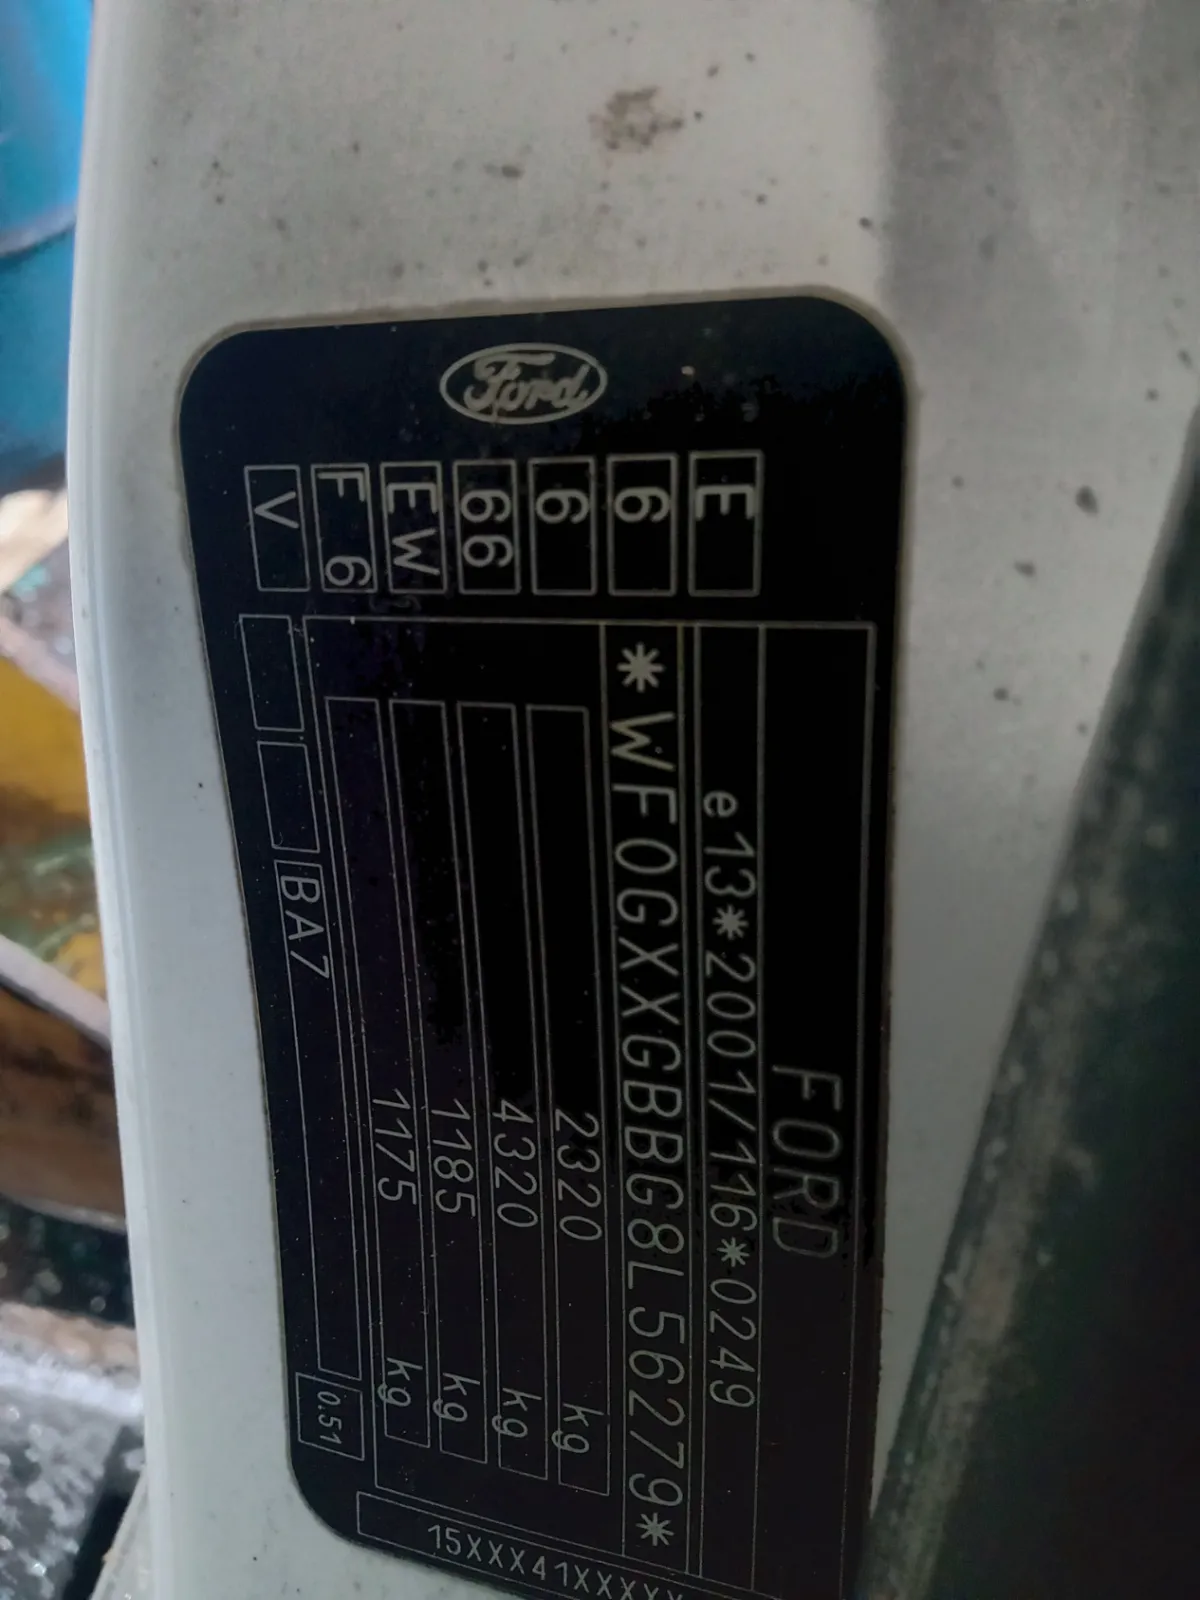 Ford
FORD
E
e13*2001/116*0249
6
*WF0GXXGBBG8L56279*
6
2320 kg
66
4320 kg
EW
1185 kg
F 6
1175 kg
V
BA7
0.51